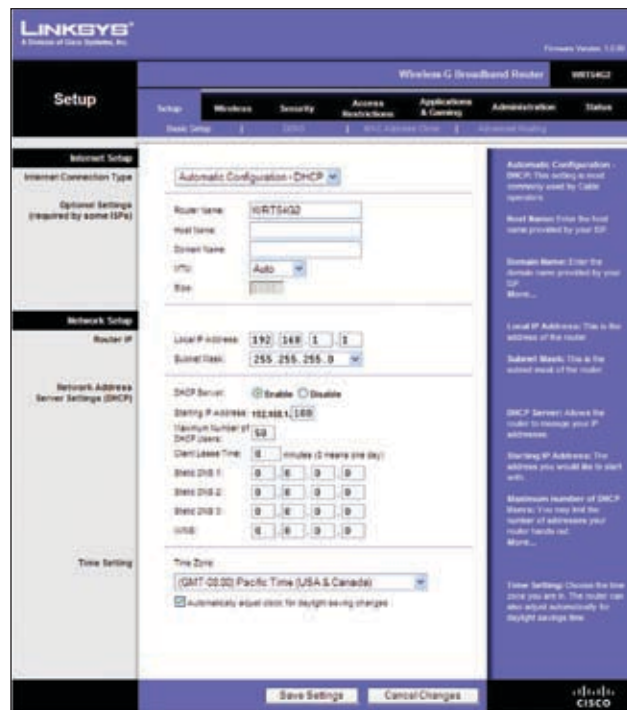 LINKSYS®
A Division of Cisco Systems, Inc.
Firmware Version: 1.0.00
Wireless-G Broadband Router
WRT54G2
Setup
Setup
Wireless
Security
Access Restrictions
Applications & Gaming
Administration
Status
Basic Setup
DDNS
MAC Address Clone
Advanced Routing
Internet Setup
Internet Connection Type
Automatic Configuration - DHCP
Optional Settings
(required by some ISPs)
Router Name: WRT54G2
Host Name:
Domain Name:
MTU: Auto
Size:
Network Setup
Router IP
Local IP Address: 192 . 168 . 1 . 1
Subnet Mask: 255.255.255.0
Network Address
Server Settings (DHCP)
DHCP Server: Enable Disable
Starting IP Address: 192.168.1. 100
Maximum Number of
DHCP Users: 50
Client Lease Time: 0 minutes (0 means one day)
Static DNS 1: 0 . 0 . 0 . 0
Static DNS 2: 0 . 0 . 0 . 0
Static DNS 3: 0 . 0 . 0 . 0
WINS: 0 . 0 . 0 . 0
Time Setting
Time Zone:
(GMT-08:00) Pacific Time (USA & Canada)
Automatically adjust clock for daylight saving changes
Automatic Configuration -
DHCP: This setting is most
commonly used by Cable
operators.
Host Name: Enter the host
name provided by your ISP.
Domain Name: Enter the
domain name provided by your
ISP.
More...
Local IP Address: This is the
address of the router.
Subnet Mask: This is the
subnet mask of the router.
DHCP Server: Allows the
router to manage your IP
addresses.
Starting IP Address: The
address you would like to start
with.
Maximum number of DHCP
Users: You may limit the
number of addresses your
router hands out.
More...
Time Setting: Choose the time
zone you are in. The router can
also adjust automatically for
daylight savings time.
Save Settings
Cancel Changes
CISCO